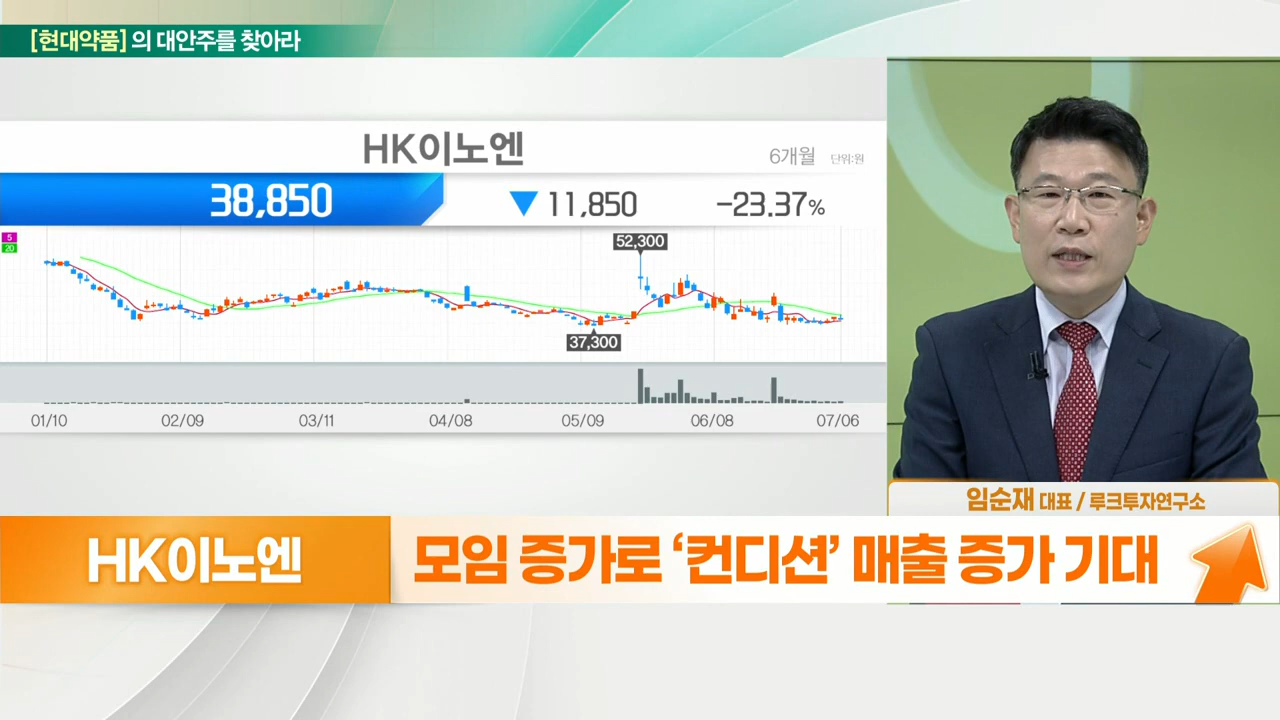 [현대약품] 의 대안주를 찾아라
HK이노엔
6개월 단위:원
38,850 ▼ 11,850 -23.37%
5
20
52,300
37,300
01/10 02/09 03/11 04/08 05/09 06/08 07/06
임순재 대표 / 루크투자연구소
HK이노엔
모임 증가로 ‘컨디션’ 매출 증가 기대